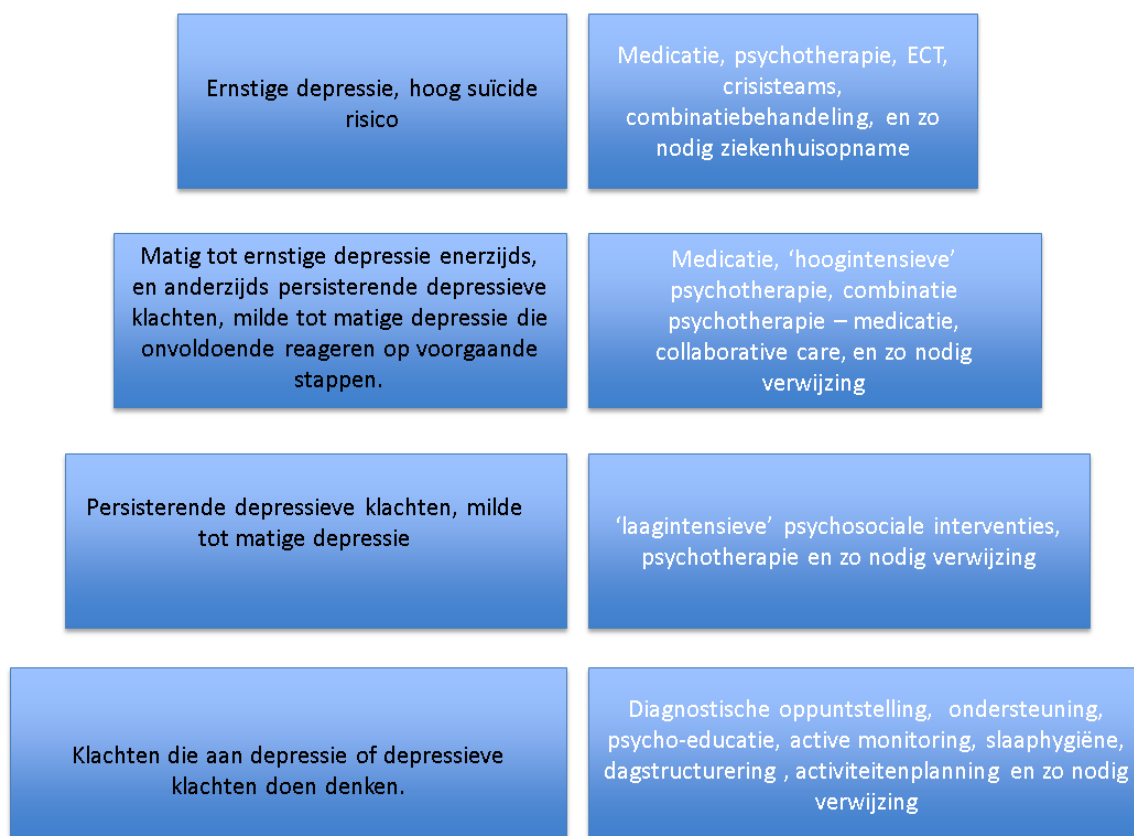 Ernstige depressie, hoog suïcide
risico
Medicatie, psychotherapie, ECT,
crisisteams,
combinatiebehandeling, en zo
nodig ziekenhuisopname
Matig tot ernstige depressie enerzijds,
en anderzijds persisterende depressieve
klachten, milde tot matige depressie die
onvoldoende reageren op voorgaande
stappen.
Medicatie, ‘hoogintensieve’
psychotherapie, combinatie
psychotherapie – medicatie,
collaborative care, en zo nodig
verwijzing
Persisterende depressieve klachten, milde
tot matige depressie
‘laagintensieve’ psychosociale interventies,
psychotherapie en zo nodig verwijzing
Klachten die aan depressie of depressieve
klachten doen denken.
Diagnostische oppuntstelling, ondersteuning,
psycho-educatie, active monitoring, slaaphygiëne,
dagstructurering , activiteitenplanning en zo nodig
verwijzing